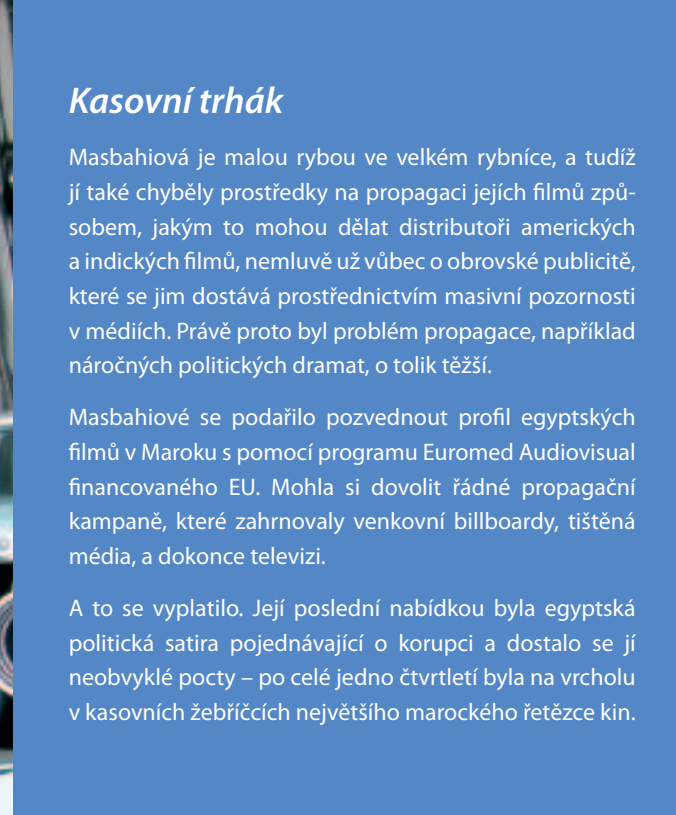 Kasovní trhák
Masbahiová je malou rybou ve velkém rybníce, a tudíž
jí také chyběly prostředky na propagaci jejích filmů způ-
sobem, jakým to mohou dělat distributoři amerických
a indických filmů, nemluvě už vůbec o obrovské publicitě,
které se jim dostává prostřednictvím masivní pozornosti
v médiích. Právě proto byl problém propagace, například
náročných politických dramat, o tolik těžší.
Masbahiové se podařilo pozvednout profil egyptských
filmů v Maroku s pomocí programu Euromed Audiovisual
financovaného EU. Mohla si dovolit řádné propagační
kampaně, které zahrnovaly venkovní billboardy, tištěná
média, a dokonce televizi.
A to se vyplatilo. Její poslední nabídkou byla egyptská
politická satira pojednávající o korupci a dostalo se jí
neobvyklé pocty – po celé jedno čtvrtletí byla na vrcholu
v kasovních žebříčcích největšího marockého řetězce kin.